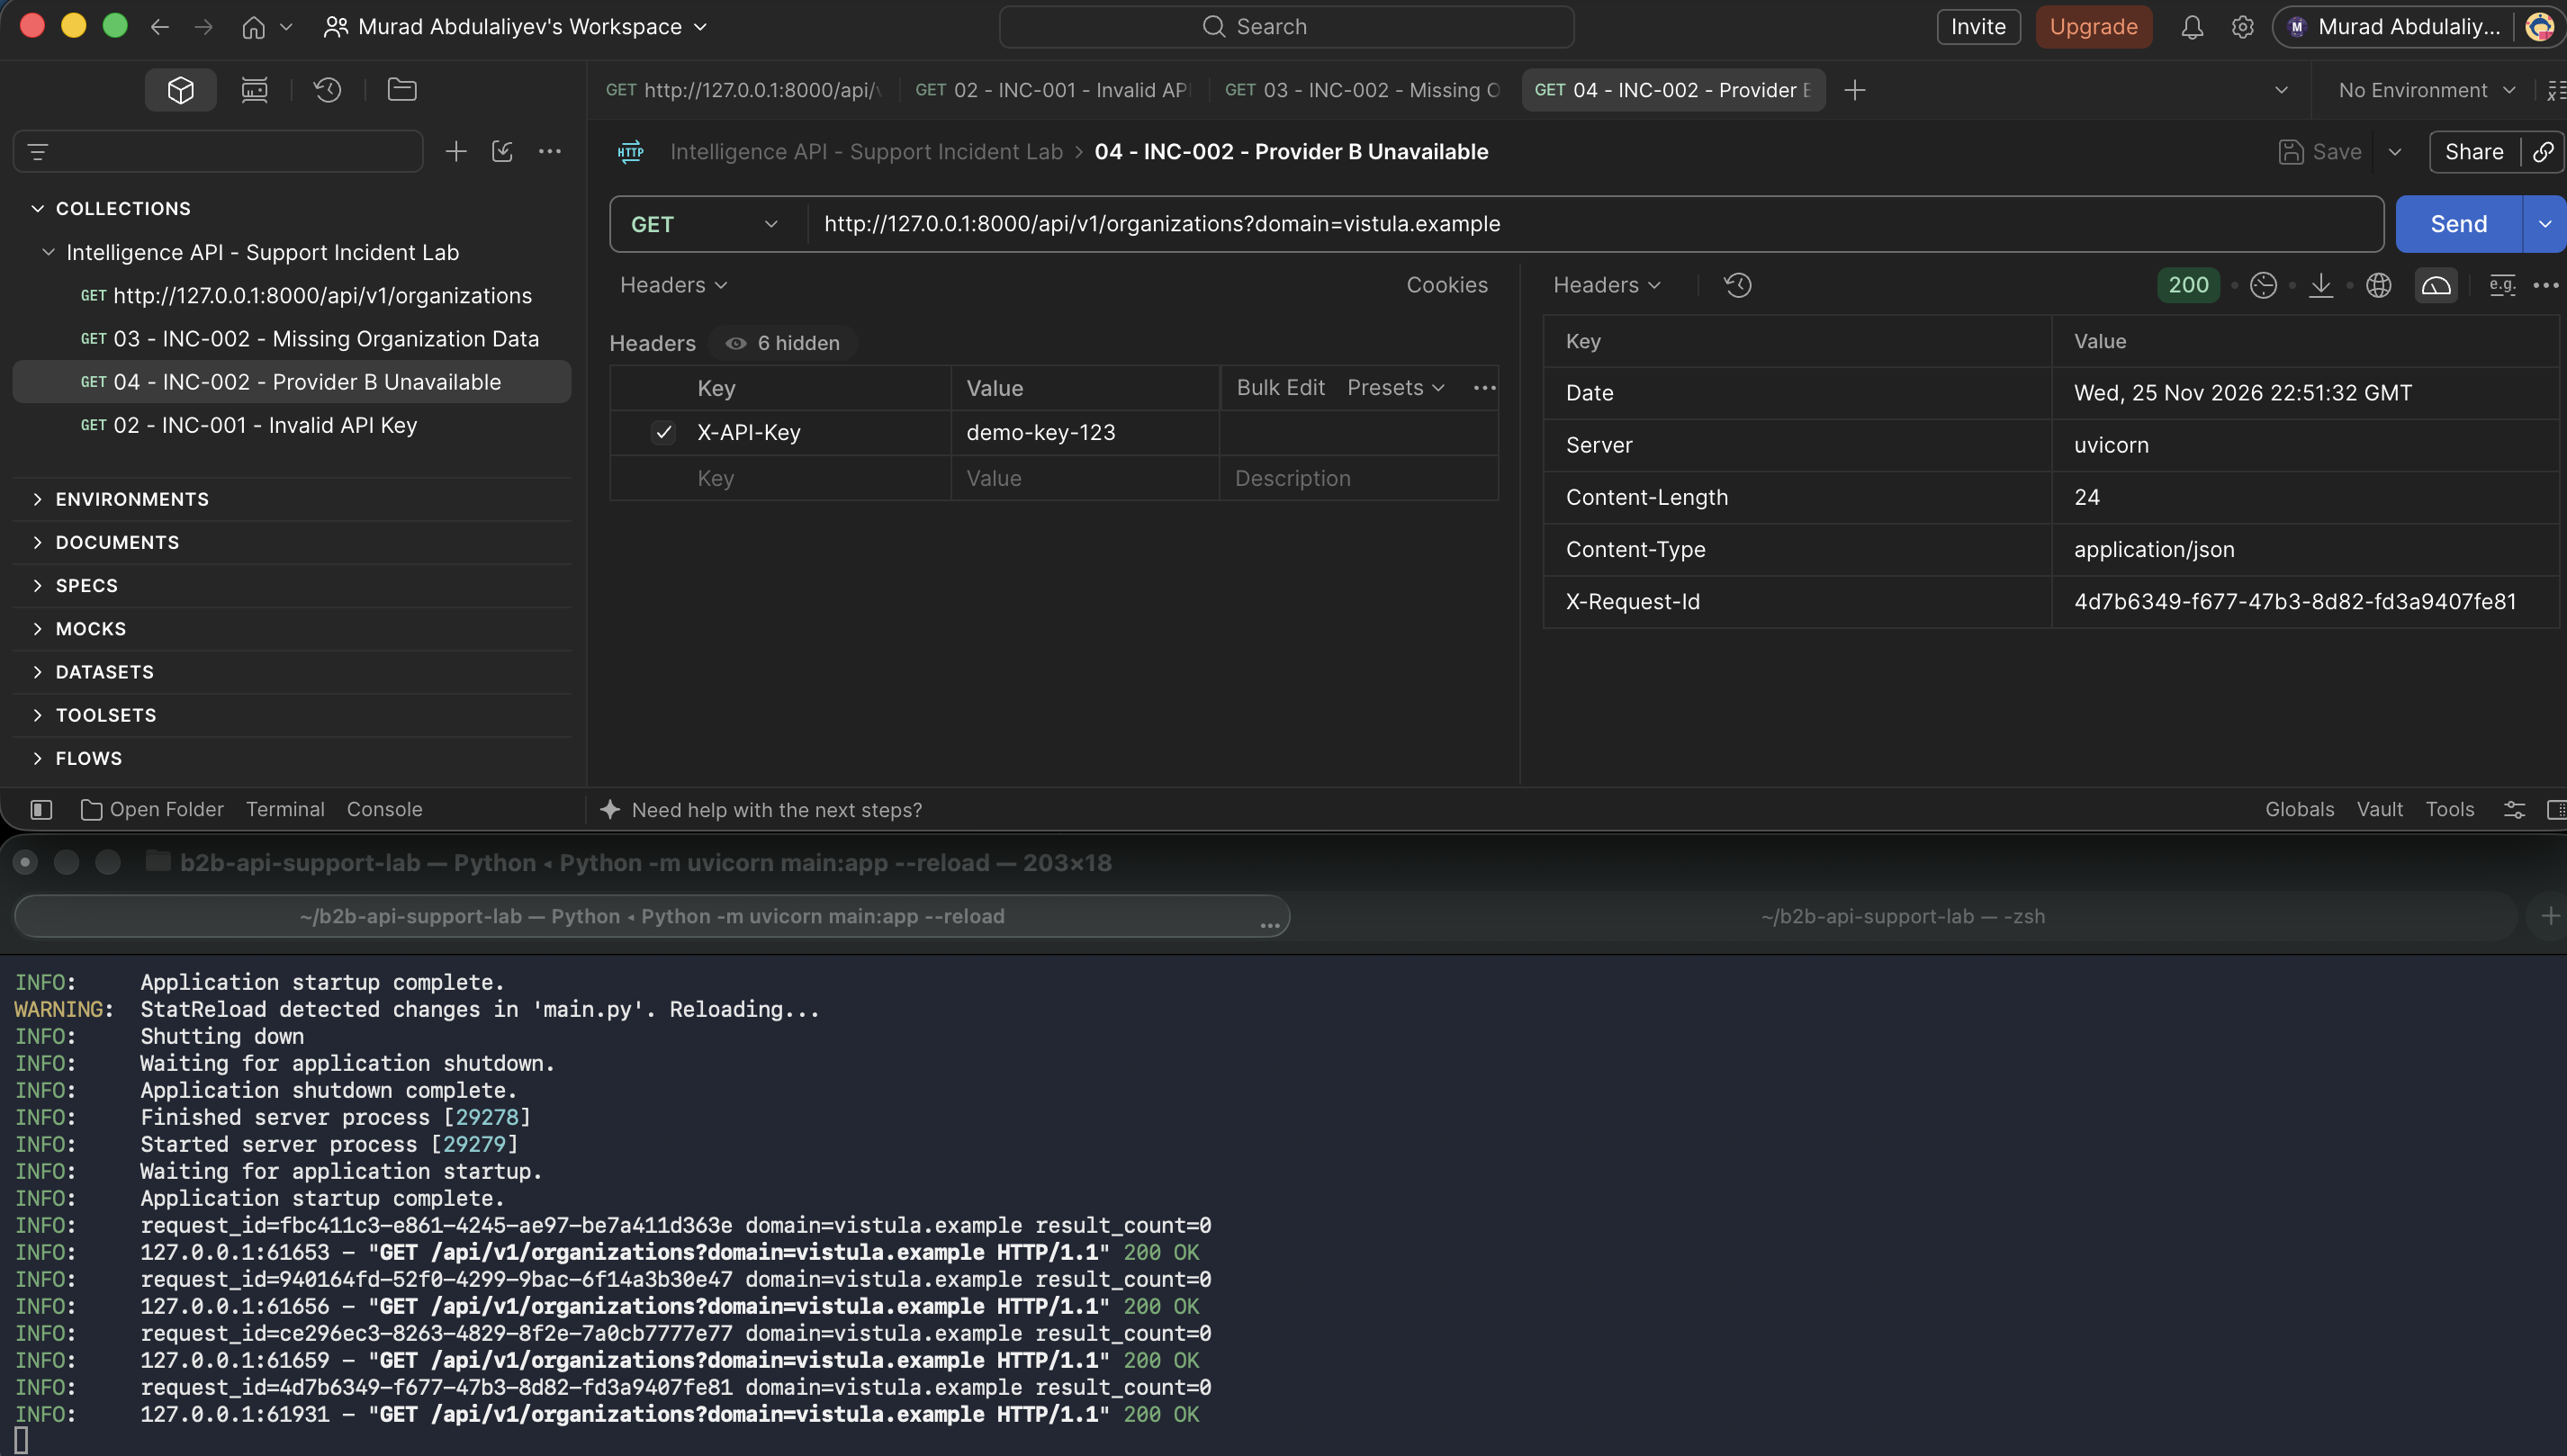 Murad Abdulaliyev's Workspace
Search
Invite
Upgrade
M
Murad Abdulaliy...
GET http://127.0.0.1:8000/api/v
GET 02 - INC-001 - Invalid API
GET 03 - INC-002 - Missing O
GET 04 - INC-002 - Provider B
No Environment
HTTP
Intelligence API - Support Incident Lab > 04 - INC-002 - Provider B Unavailable
Save
Share
COLLECTIONS
Intelligence API - Support Incident Lab
GET http://127.0.0.1:8000/api/v1/organizations
GET 03 - INC-002 - Missing Organization Data
GET 04 - INC-002 - Provider B Unavailable
GET 02 - INC-001 - Invalid API Key
ENVIRONMENTS
DOCUMENTS
SPECS
MOCKS
DATASETS
TOOLSETS
FLOWS
GET
http://127.0.0.1:8000/api/v1/organizations?domain=vistula.example
Send
Headers
Cookies
Headers
6 hidden
Key Value Bulk Edit Presets
X-API-Key demo-key-123
Key Value Description
Headers
200
e.g.
Key Value
Date Wed, 25 Nov 2026 22:51:32 GMT
Server uvicorn
Content-Length 24
Content-Type application/json
X-Request-Id 4d7b6349-f677-47b3-8d82-fd3a9407fe81
Open Folder
Terminal
Console
Need help with the next steps?
Globals
Vault
Tools
b2b-api-support-lab — Python ◂ Python -m uvicorn main:app --reload — 203×18
~/b2b-api-support-lab — Python ◂ Python -m uvicorn main:app --reload
...
~/b2b-api-support-lab — -zsh
INFO: Application startup complete.
WARNING: StatReload detected changes in 'main.py'. Reloading...
INFO: Shutting down
INFO: Waiting for application shutdown.
INFO: Application shutdown complete.
INFO: Finished server process [29278]
INFO: Started server process [29279]
INFO: Waiting for application startup.
INFO: Application startup complete.
INFO: request_id=fbc411c3-e861-4245-ae97-be7a411d363e domain=vistula.example result_count=0
INFO: 127.0.0.1:61653 - "GET /api/v1/organizations?domain=vistula.example HTTP/1.1" 200 OK
INFO: request_id=940164fd-52f0-4299-9bac-6f14a3b30e47 domain=vistula.example result_count=0
INFO: 127.0.0.1:61656 - "GET /api/v1/organizations?domain=vistula.example HTTP/1.1" 200 OK
INFO: request_id=ce296ec3-8263-4829-8f2e-7a0cb7777e77 domain=vistula.example result_count=0
INFO: 127.0.0.1:61659 - "GET /api/v1/organizations?domain=vistula.example HTTP/1.1" 200 OK
INFO: request_id=4d7b6349-f677-47b3-8d82-fd3a9407fe81 domain=vistula.example result_count=0
INFO: 127.0.0.1:61931 - "GET /api/v1/organizations?domain=vistula.example HTTP/1.1" 200 OK